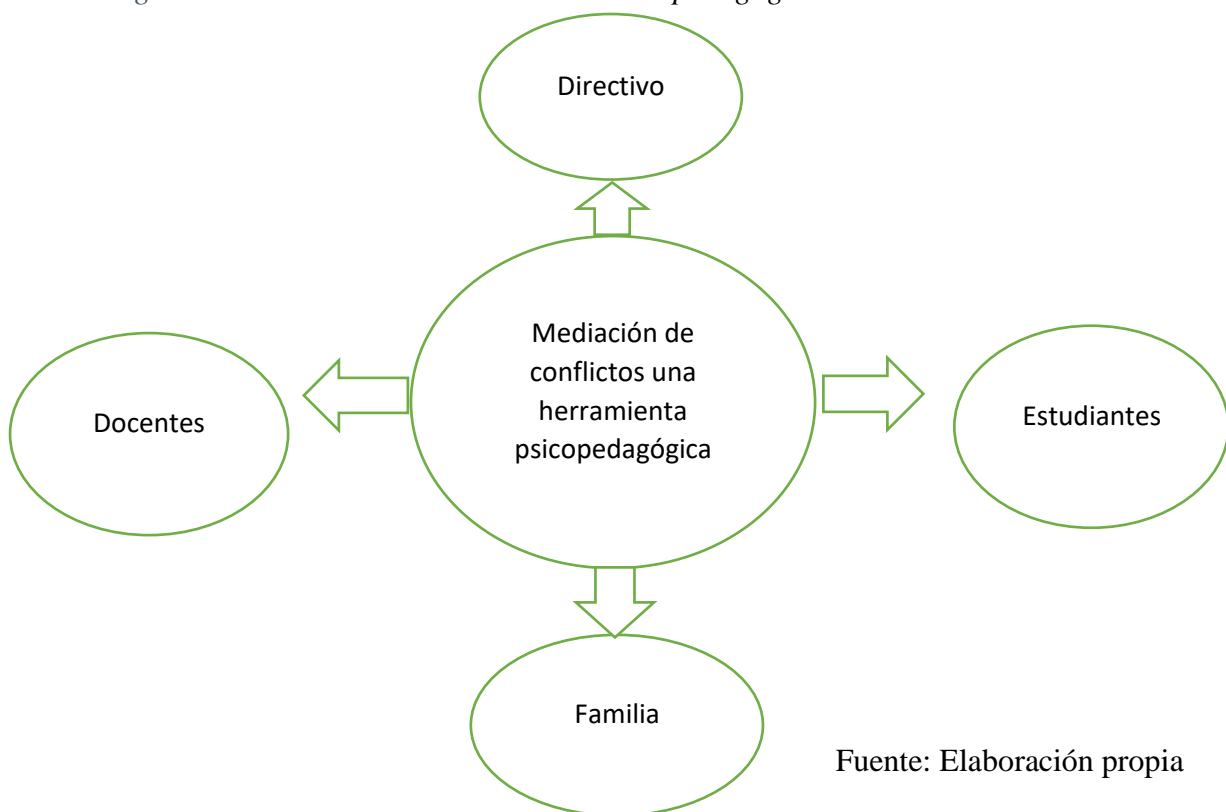 Directivo
Mediación de
conflictos una
herramienta
psicopedagógica
Docentes
Estudiantes
Familia
Fuente: Elaboración propia